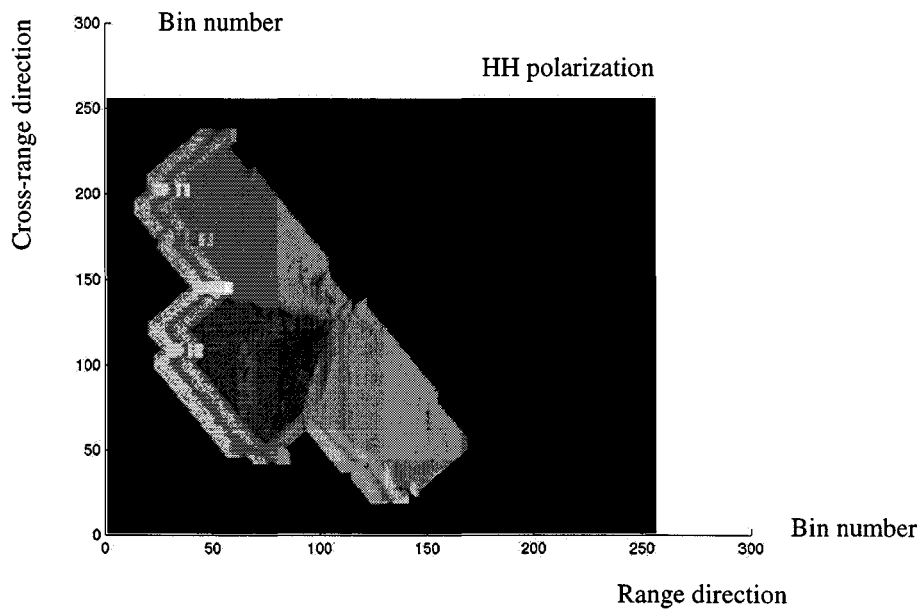 Bin number
HH polarization
Cross-range direction
300
250
200
150
100
50
0
0 50 100 150 200 250 300
Bin number
Range direction